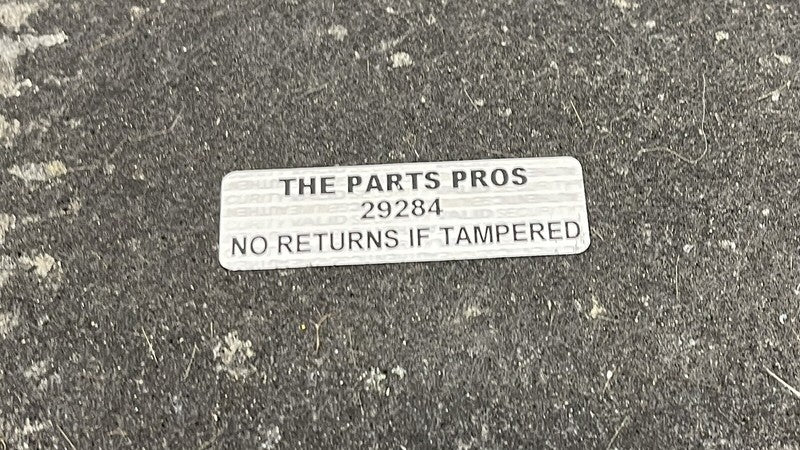 THE PARTS PROS
29284
NO RETURNS IF TAMPERED